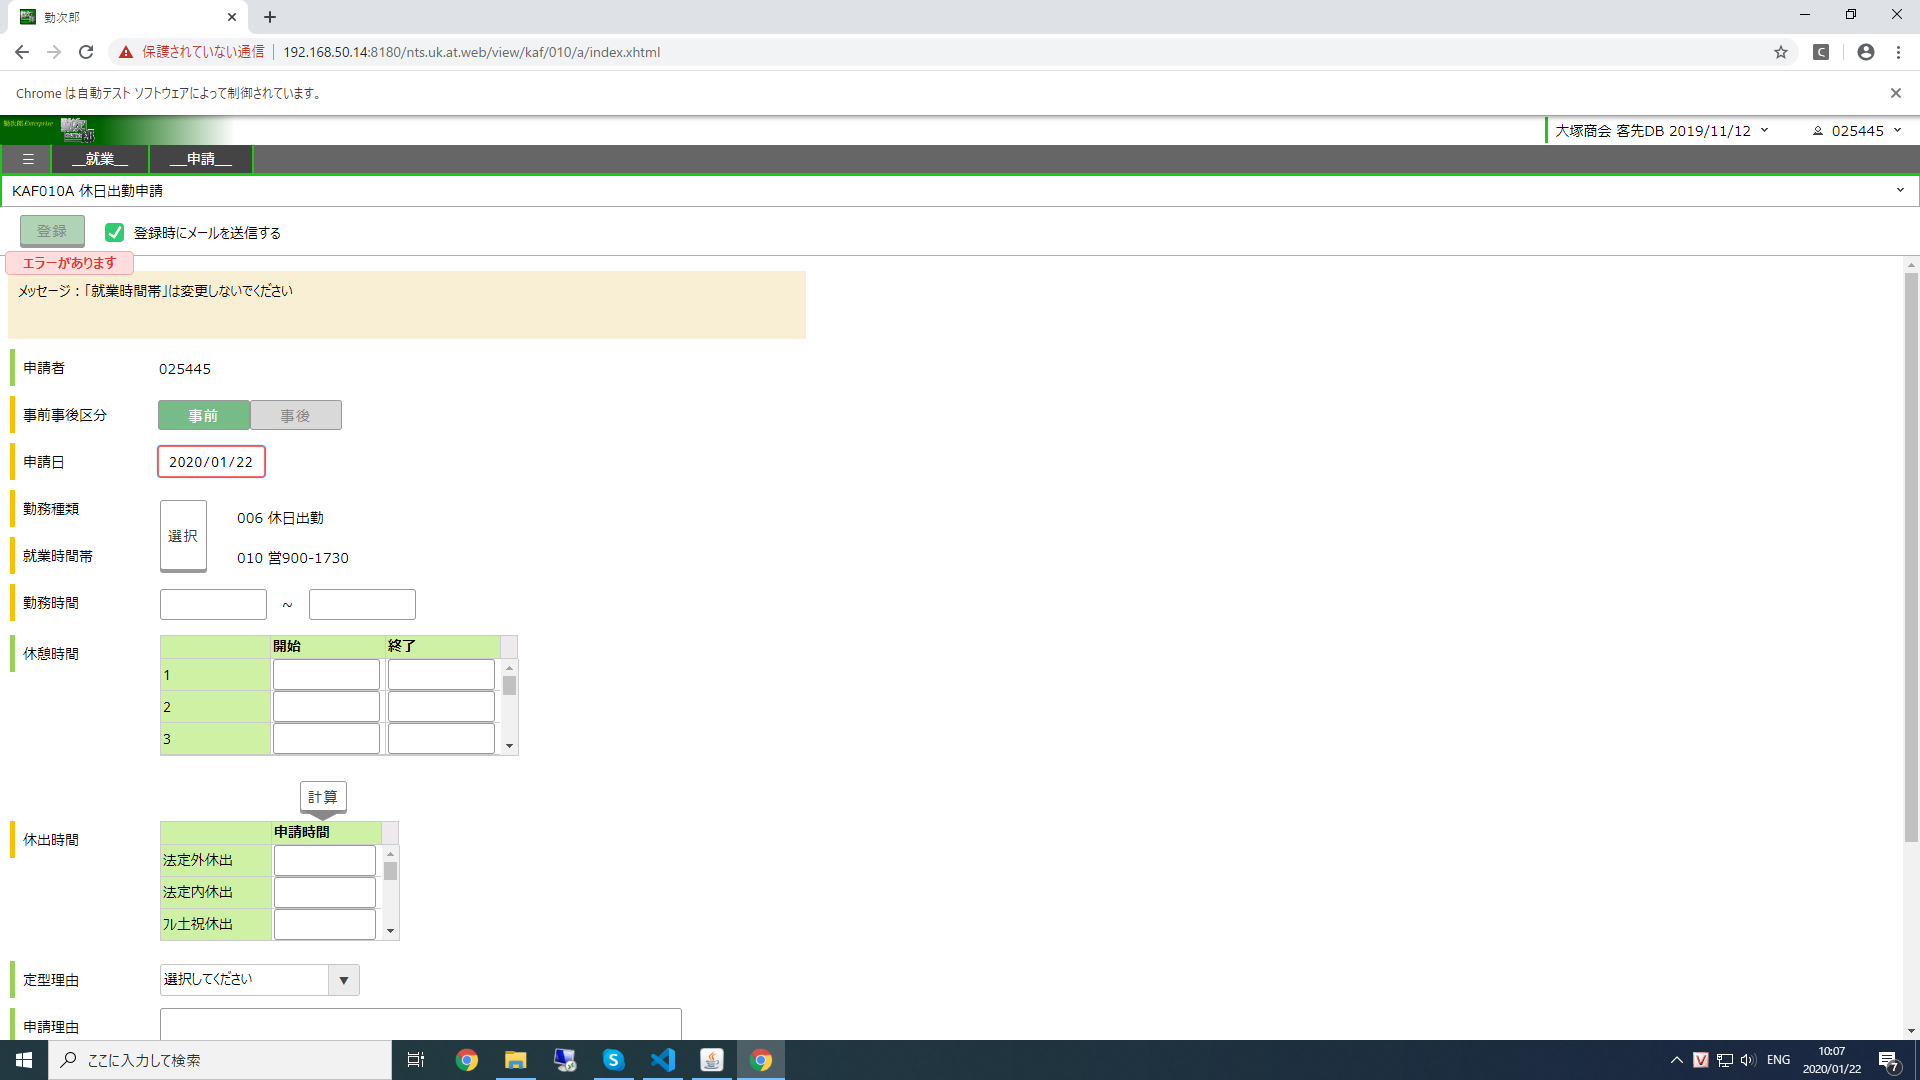 勤次郎
保護されていない通信
192.168.50.14:8180/nts.uk.at.web/view/kaf/010/a/index.xhtml
C
Chrome は自動テスト ソフトウェアによって制御されています。
勤次郎 Enterprise
大塚商会 客先DB 2019/11/12
025445
__就業__
__申請__
KAF010A 休日出勤申請
登録
登録時にメールを送信する
エラーがあります
メッセージ：「就業時間帯」は変更しないでください
申請者 025445
事前事後区分 事前 事後
申請日 2020/01/22
勤務種類
選択
006 休日出勤
就業時間帯
010 営900-1730
勤務時間 ~
休憩時間
開始 終了
1
2
3
計算
休出時間
申請時間
法定外休出
法定内休出
ﾌﾚ土祝休出
定型理由 選択してください
申請理由
ここに入力して検索
ENG
10:07
2020/01/22
7